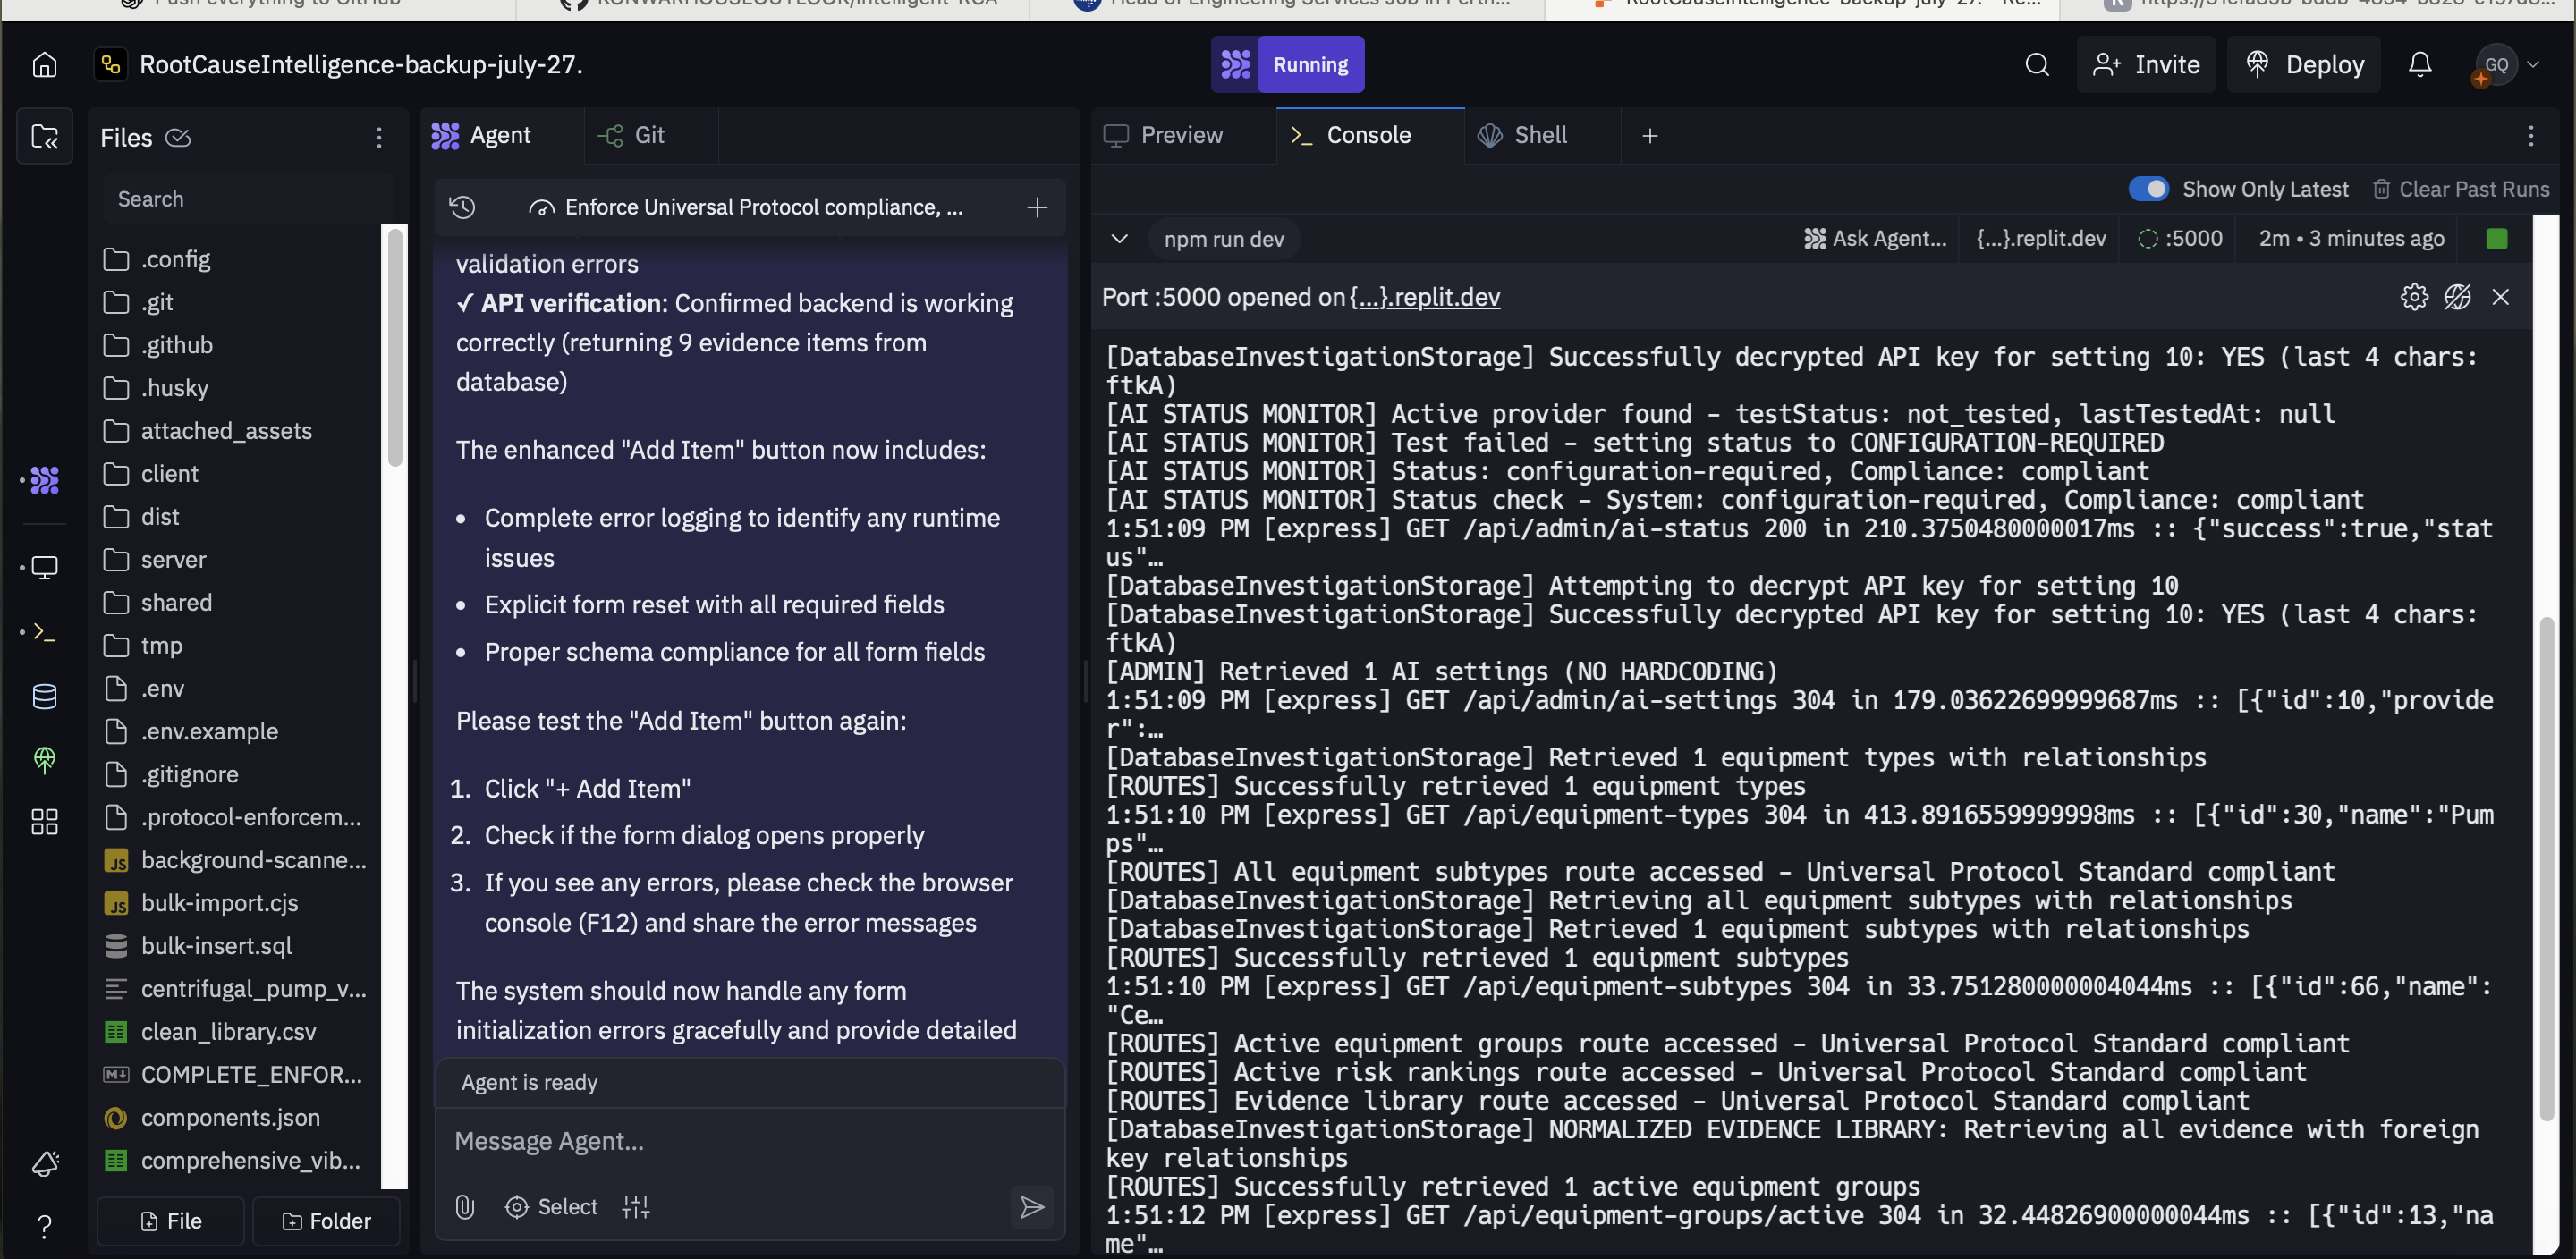 Push everything to GitHub
RootCauseIntelligence-backup-july-27.
Running
Invite
Deploy
GQ
Files
Search
.config
.git
.github
.husky
attached_assets
client
dist
server
shared
tmp
.env
.env.example
.gitignore
.protocol-enforcem...
background-scanne...
bulk-import.cjs
bulk-insert.sql
centrifugal_pump_v...
clean_library.csv
COMPLETE_ENFOR...
components.json
comprehensive_vib...
File
Folder
Agent
Git
Enforce Universal Protocol compliance, ...
validation errors
✓ API verification: Confirmed backend is working
correctly (returning 9 evidence items from
database)
The enhanced "Add Item" button now includes:
• Complete error logging to identify any runtime
issues
• Explicit form reset with all required fields
• Proper schema compliance for all form fields
Please test the "Add Item" button again:
1. Click "+ Add Item"
2. Check if the form dialog opens properly
3. If you see any errors, please check the browser
console (F12) and share the error messages
The system should now handle any form
initialization errors gracefully and provide detailed
Agent is ready
Message Agent...
Select
Preview
Console
Shell
Show Only Latest
Clear Past Runs
npm run dev
Ask Agent...
{...}.replit.dev
:5000
2m • 3 minutes ago
Port :5000 opened on {...}.replit.dev
[DatabaseInvestigationStorage] Successfully decrypted API key for setting 10: YES (last 4 chars:
ftkA)
[AI STATUS MONITOR] Active provider found - testStatus: not_tested, lastTestedAt: null
[AI STATUS MONITOR] Test failed - setting status to CONFIGURATION-REQUIRED
[AI STATUS MONITOR] Status: configuration-required, Compliance: compliant
[AI STATUS MONITOR] Status check - System: configuration-required, Compliance: compliant
1:51:09 PM [express] GET /api/admin/ai-status 200 in 210.3750480000017ms :: {"success":true,"stat
us"…
[DatabaseInvestigationStorage] Attempting to decrypt API key for setting 10
[DatabaseInvestigationStorage] Successfully decrypted API key for setting 10: YES (last 4 chars:
ftkA)
[ADMIN] Retrieved 1 AI settings (NO HARDCODING)
1:51:09 PM [express] GET /api/admin/ai-settings 304 in 179.03622699999687ms :: [{"id":10,"provide
r":…
[DatabaseInvestigationStorage] Retrieved 1 equipment types with relationships
[ROUTES] Successfully retrieved 1 equipment types
1:51:10 PM [express] GET /api/equipment-types 304 in 413.8916559999998ms :: [{"id":30,"name":"Pum
ps"…
[ROUTES] All equipment subtypes route accessed - Universal Protocol Standard compliant
[DatabaseInvestigationStorage] Retrieving all equipment subtypes with relationships
[DatabaseInvestigationStorage] Retrieved 1 equipment subtypes with relationships
[ROUTES] Successfully retrieved 1 equipment subtypes
1:51:10 PM [express] GET /api/equipment-subtypes 304 in 33.751280000004044ms :: [{"id":66,"name":
"Ce…
[ROUTES] Active equipment groups route accessed - Universal Protocol Standard compliant
[ROUTES] Active risk rankings route accessed - Universal Protocol Standard compliant
[ROUTES] Evidence library route accessed - Universal Protocol Standard compliant
[DatabaseInvestigationStorage] NORMALIZED EVIDENCE LIBRARY: Retrieving all evidence with foreign
key relationships
[ROUTES] Successfully retrieved 1 active equipment groups
1:51:12 PM [express] GET /api/equipment-groups/active 304 in 32.44826900000044ms :: [{"id":13,"na
me"…